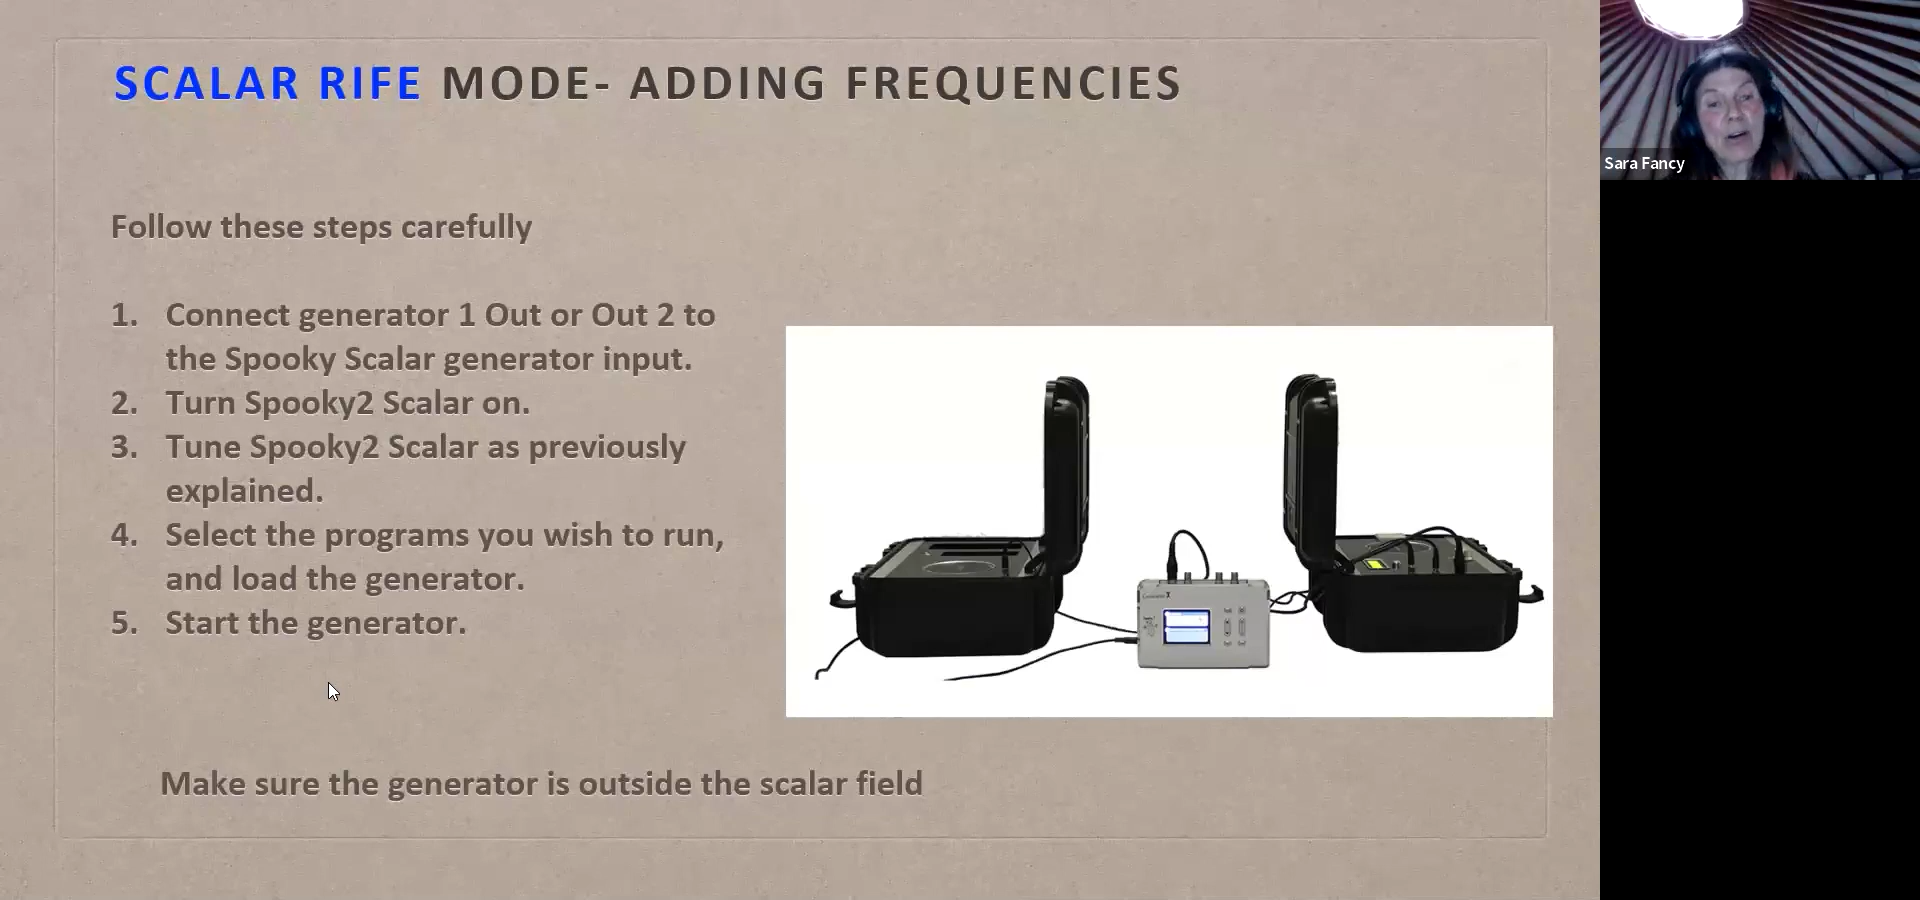 SCALAR RIFE MODE- ADDING FREQUENCIES
Sara Fancy
Follow these steps carefully
1. Connect generator 1 Out or Out 2 to
the Spooky Scalar generator input.
2. Turn Spooky2 Scalar on.
3. Tune Spooky2 Scalar as previously
explained.
4. Select the programs you wish to run,
and load the generator.
5. Start the generator.
Make sure the generator is outside the scalar field